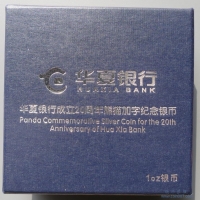 华夏银行
HUAXIA BANK
华夏银行成立20周年熊猫加字纪念银币
Panda Commemorative Silver Coin for the 20th
Anniversary of Hua Xia Bank
1oz银币